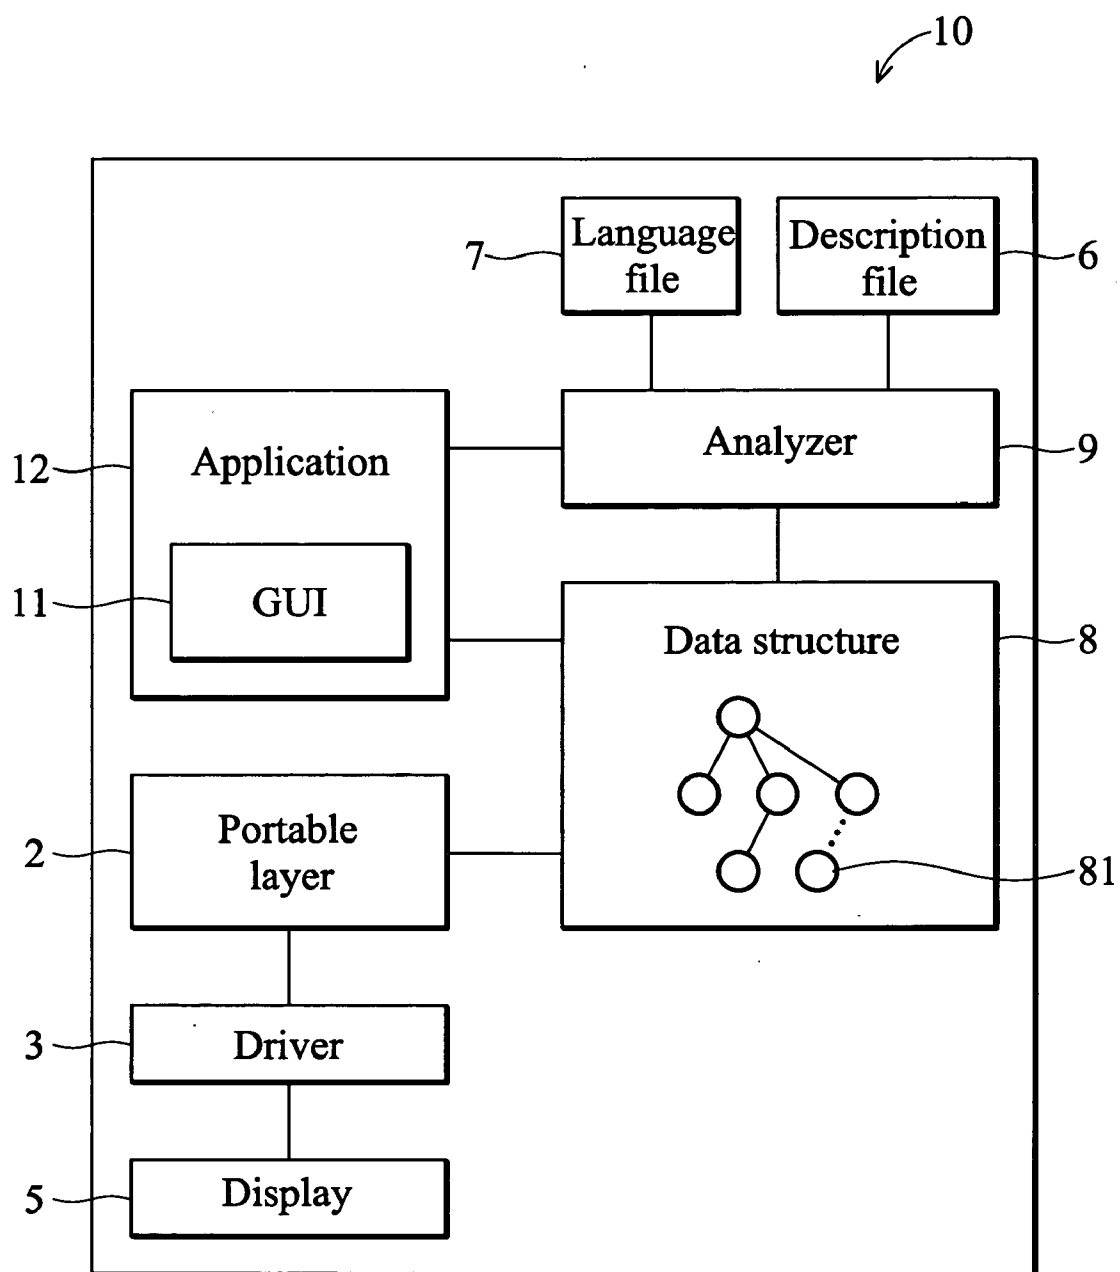 10
Language
file
7
Description
file
6
Application
12
Analyzer
9
GUI
11
Data structure
8
Portable
layer
2
81
Driver
3
Display
5